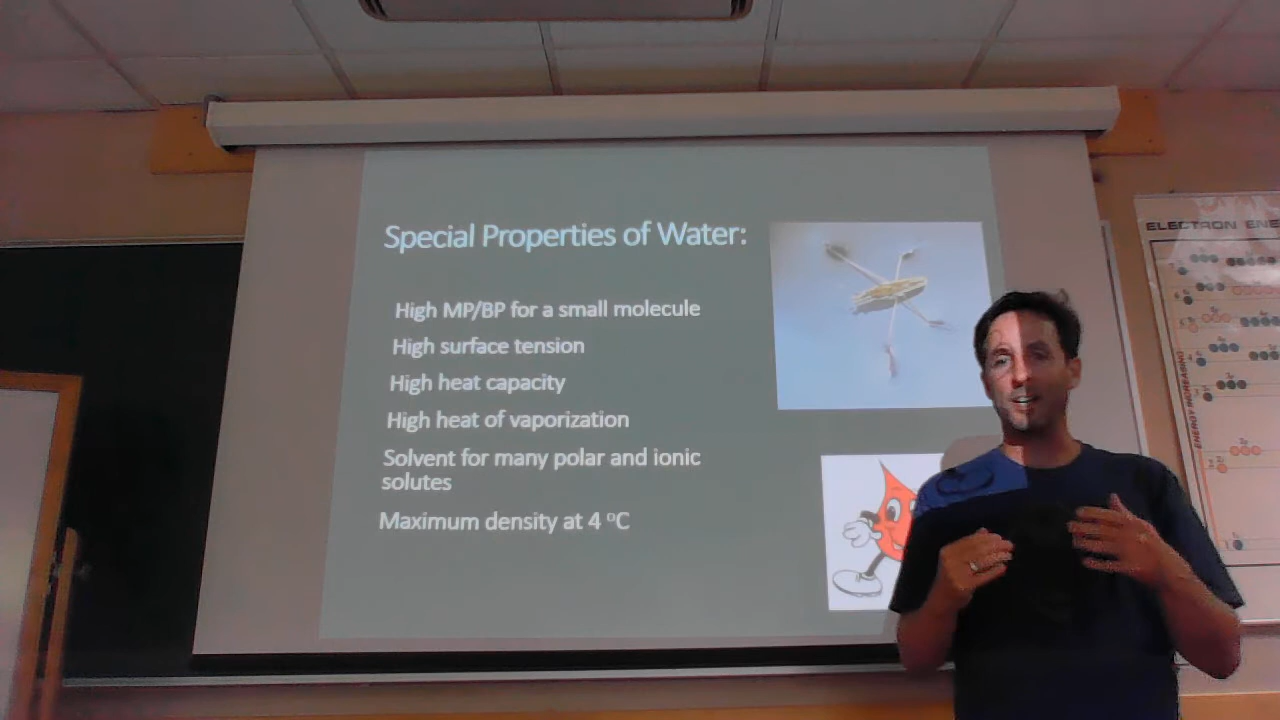 Special Properties of Water:
High MP/BP for a small molecule
High surface tension
High heat capacity
High heat of vaporization
Solvent for many polar and ionic
solutes
Maximum density at 4 ºC
ELECTRON ENE
ENERGY INCREASING